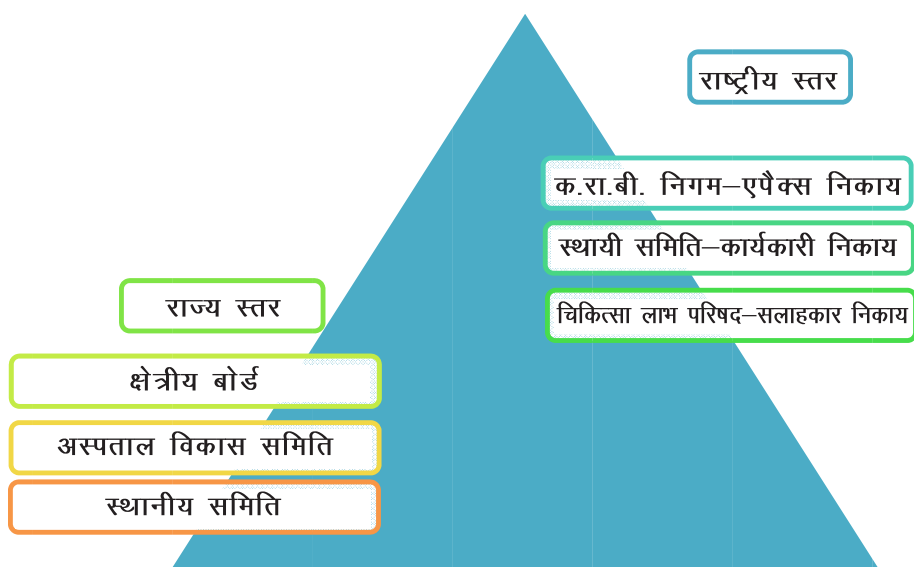 राष्ट्रीय स्तर
क.रा.बी. निगम–एपैक्स निकाय
स्थायी समिति–कार्यकारी निकाय
चिकित्सा लाभ परिषद–सलाहकार निकाय
राज्य स्तर
क्षेत्रीय बोर्ड
अस्पताल विकास समिति
स्थानीय समिति